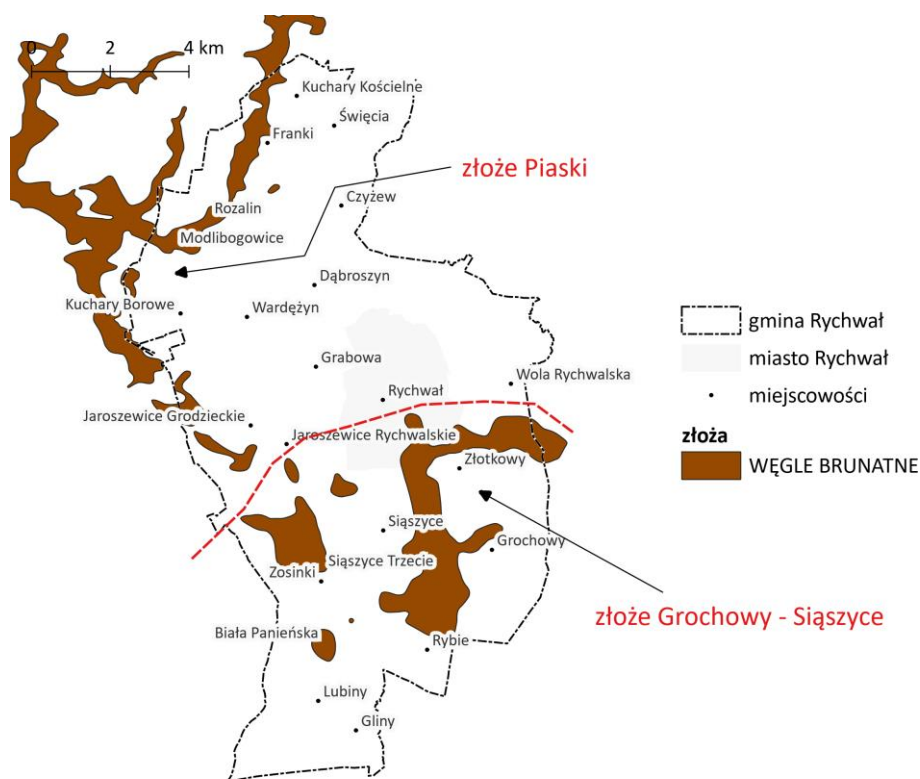 0 2 4 km
Kuchary Kościelne
Święcia
Franki
złoże Piaski
Czyżew
Rozalin
Modlibogowice
Dąbroszyn
Kuchary Borowe
Wardężyn
gmina Rychwał
miasto Rychwał
Grabowa
Wola Rychwalska
miejscowości
Rychwał
Jaroszewice Grodzieckie
Jaroszewice Rychwalskie
złoża
Złotkowy
WĘGLE BRUNATNE
Siąszyce
Grochowy
Siąszyce Trzecie
Zosinki
złoże Grochowy - Siąszyce
Biała Panieńska
Rybie
Lubiny
Gliny